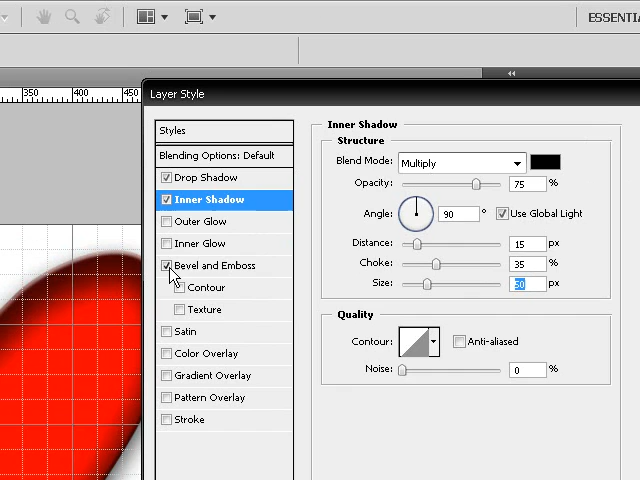 ESSENTIA
350 400 450
Layer Style
Styles
Blending Options: Default
Drop Shadow
Inner Shadow
Outer Glow
Inner Glow
Bevel and Emboss
Contour
Texture
Satin
Color Overlay
Gradient Overlay
Pattern Overlay
Stroke
Inner Shadow
Structure
Blend Mode: Multiply
Opacity: 75 %
Angle: 90 ° Use Global Light
Distance: 15 px
Choke: 35 %
Size: 50 px
Quality
Contour: Anti-aliased
Noise: 0 %